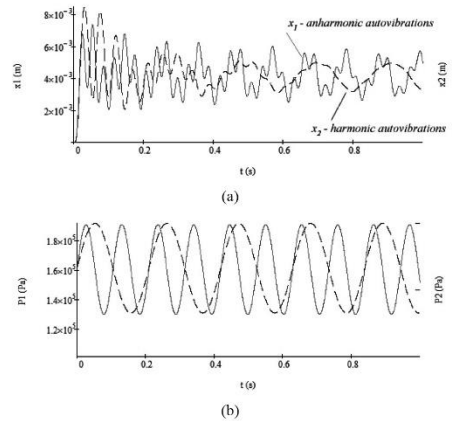 8×10⁻³
6×10⁻³
4×10⁻³
2×10⁻³
x1 (m)
x2 (m)
x₁ - anharmonic autovibrations
x₂ - harmonic autovibrations
0 0.2 0.4 0.6 0.8
t (s)
(a)
1.8×10⁵
1.6×10⁵
1.4×10⁵
1.2×10⁵
P1 (Pa)
P2 (Pa)
0 0.2 0.4 0.6 0.8
t (s)
(b)